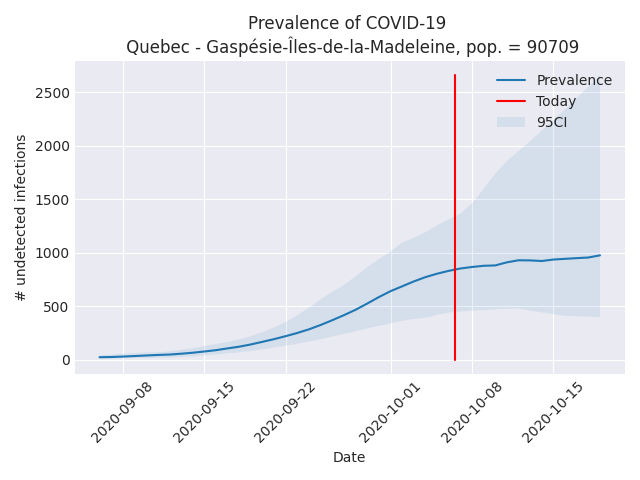 Prevalence of COVID-19
Quebec - Gaspésie-Îles-de-la-Madeleine, pop. = 90709
Prevalence
Today
95CI
# undetected infections
2500
2000
1500
1000
500
0
2020-09-08
2020-09-15
2020-09-22
2020-10-01
2020-10-08
2020-10-15
Date